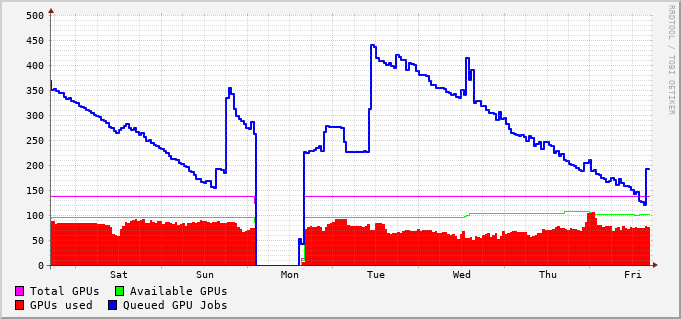 RRDTOOL / TOBI OETIKER
500
450
400
350
300
250
200
150
100
50
0
Sat Sun Mon Tue Wed Thu Fri
Total GPUs Available GPUs
GPUs used Queued GPU Jobs